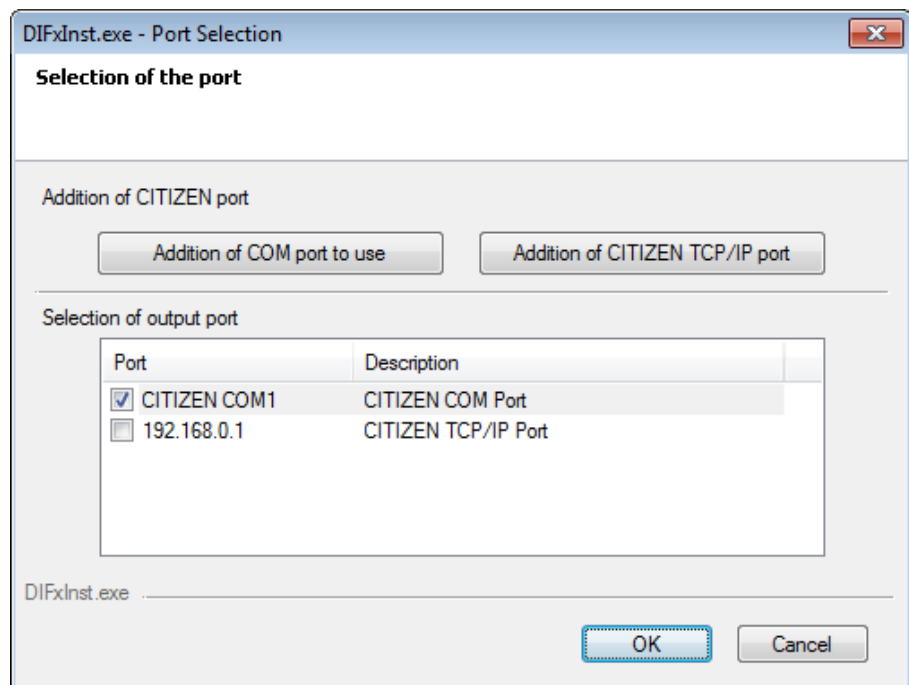 DIFxInst.exe - Port Selection
Selection of the port
Addition of CITIZEN port
Addition of COM port to use Addition of CITIZEN TCP/IP port
Selection of output port
Port Description
CITIZEN COM1 CITIZEN COM Port
192.168.0.1 CITIZEN TCP/IP Port
DIFxInst.exe
OK Cancel